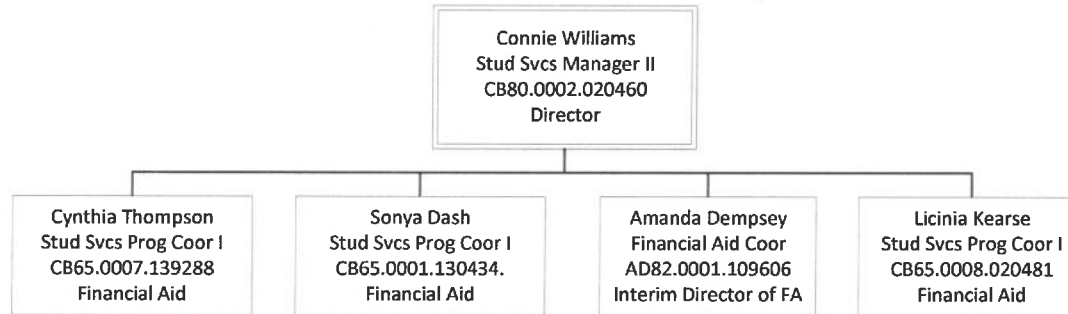 Connie Williams
Stud Svcs Manager II
CB80.0002.020460
Director
Cynthia Thompson
Stud Svcs Prog Coor I
CB65.0007.139288
Financial Aid
Sonya Dash
Stud Svcs Prog Coor I
CB65.0001.130434.
Financial Aid
Amanda Dempsey
Financial Aid Coor
AD82.0001.109606
Interim Director of FA
Licinia Kearse
Stud Svcs Prog Coor I
CB65.0008.020481
Financial Aid